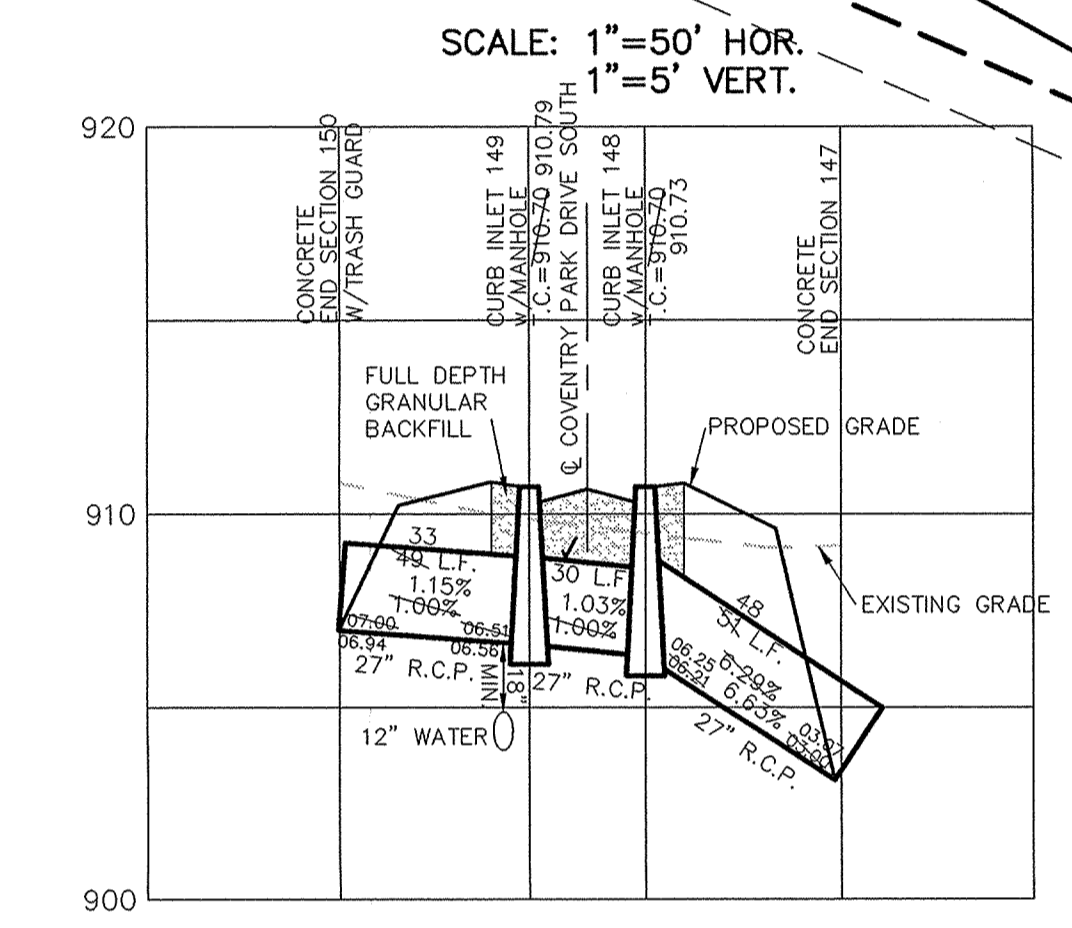 SCALE: 1"=50' HOR.
1"=5' VERT.
920
910
900
CONCRETE
END SECTION 150
W/TRASH GUARD
CURB INLET 149
w/MANHOLE
T.C.=910.70 910.79
℄ COVENTRY PARK DRIVE SOUTH
CURB INLET 148
w/MANHOLE
T.C.=910.70
910.73
CONCRETE
END SECTION 147
FULL DEPTH
GRANULAR
BACKFILL
PROPOSED GRADE
EXISTING GRADE
33
49 L.F.
1.15%
1.00%
07.00
06.94
06.51
06.56
27" R.C.P.
18"
MIN.
12" WATER
30 L.F.
1.03%
1.00%
27" R.C.P.
48
51 L.F.
6.29%
6.63%
06.25
06.21
03.07
03.00
27" R.C.P.